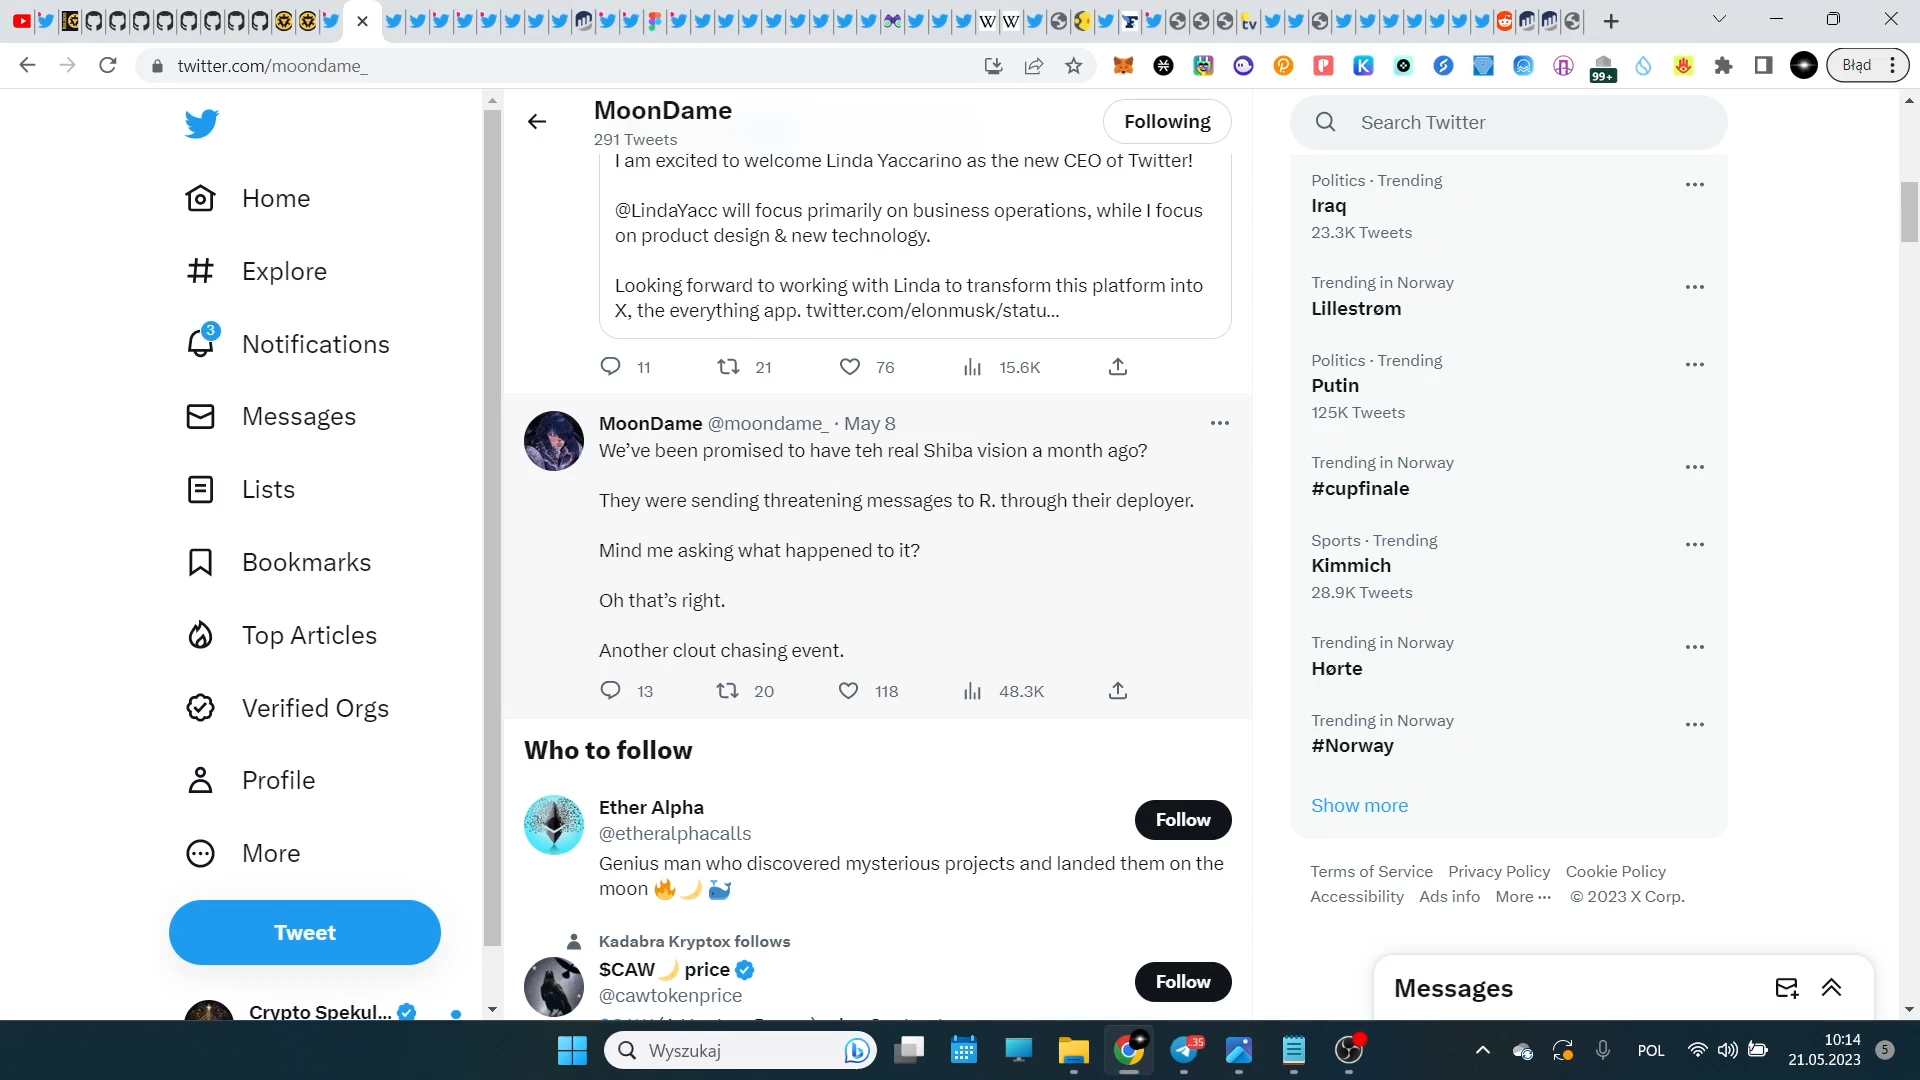 twitter.com/moondame_
99+
Błąd
Home
Explore
3
Notifications
Messages
Lists
Bookmarks
Top Articles
Verified Orgs
Profile
More
Tweet
Crypto Spekul...
MoonDame
291 Tweets
Following
I am excited to welcome Linda Yaccarino as the new CEO of Twitter!
@LindaYacc will focus primarily on business operations, while I focus
on product design & new technology.
Looking forward to working with Linda to transform this platform into
X, the everything app. twitter.com/elonmusk/statu...
11 21 76 15.6K
MoonDame @moondame_ · May 8
We've been promised to have teh real Shiba vision a month ago?
They were sending threatening messages to R. through their deployer.
Mind me asking what happened to it?
Oh that's right.
Another clout chasing event.
13 20 118 48.3K
Who to follow
Ether Alpha
@etheralphacalls
Follow
Genius man who discovered mysterious projects and landed them on the
moon 🔥🌙🐳
Kadabra Kryptox follows
$CAW🌙 price
@cawtokenprice
Follow
Search Twitter
Politics · Trending
Iraq
23.3K Tweets
Trending in Norway
Lillestrøm
Politics · Trending
Putin
125K Tweets
Trending in Norway
#cupfinale
Sports · Trending
Kimmich
28.9K Tweets
Trending in Norway
Hørte
Trending in Norway
#Norway
Show more
Terms of Service Privacy Policy Cookie Policy
Accessibility Ads info More ··· © 2023 X Corp.
Messages
Wyszukaj
35
POL
10:14
21.05.2023
5